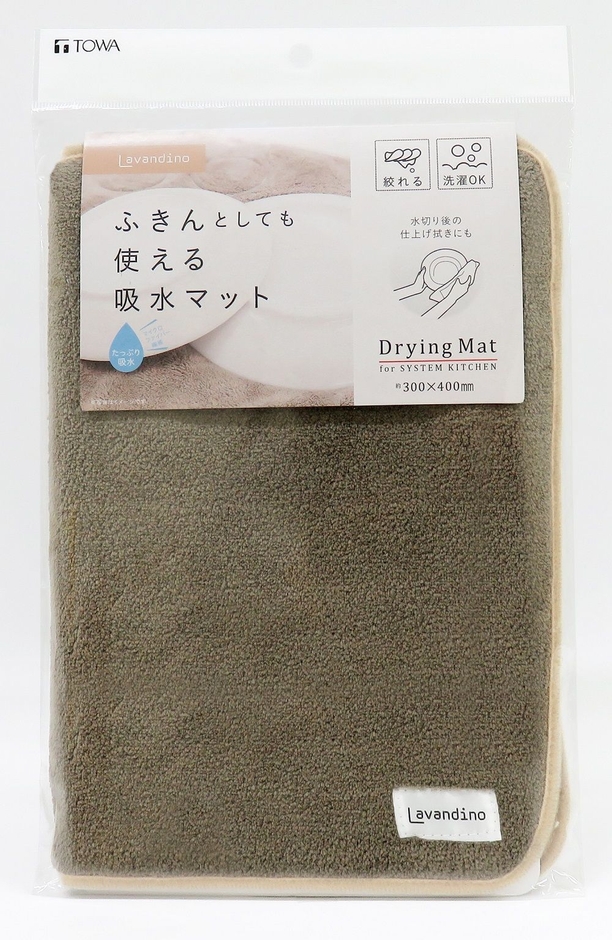 TOWA
Lavandino
ふきんとしても
使える
吸水マット
たっぷり
吸水
絞れる
洗濯OK
水切り後の
仕上げ拭きにも
Drying Mat
for SYSTEM KITCHEN
約300×400mm
Lavandino